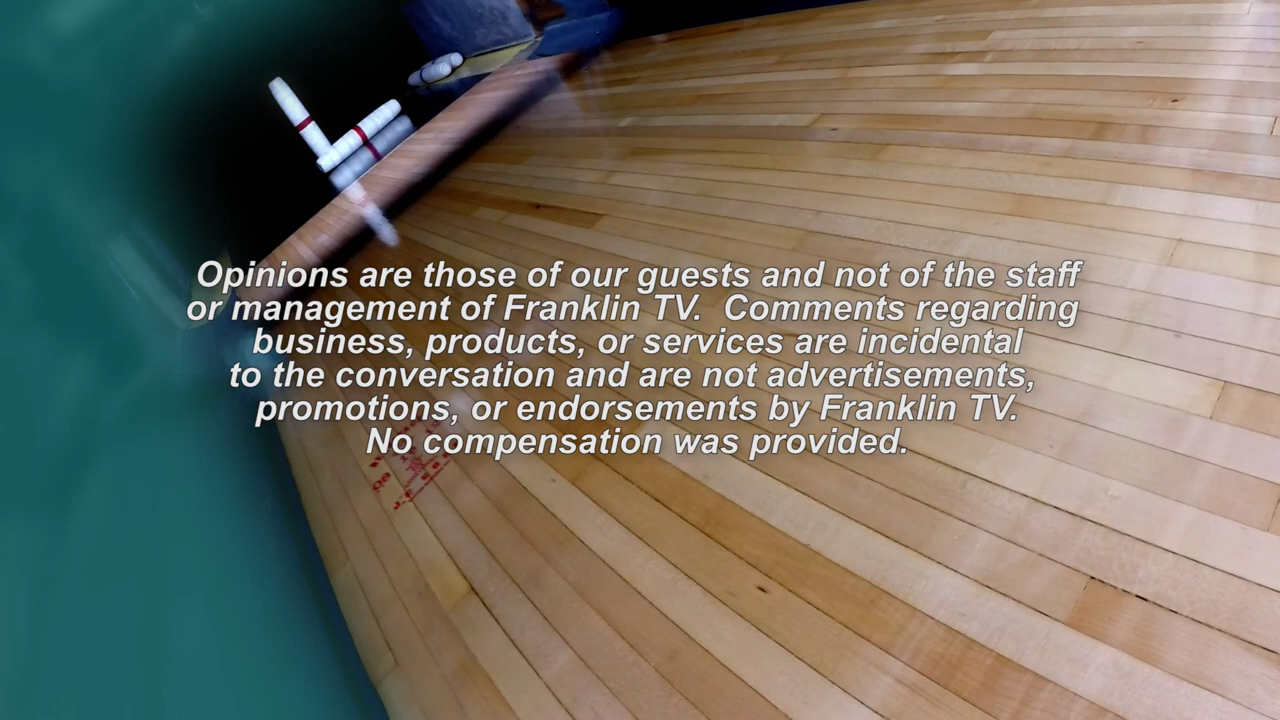 Opinions are those of our guests and not of the staff
or management of Franklin TV.  Comments regarding
business, products, or services are incidental
to the conversation and are not advertisements,
promotions, or endorsements by Franklin TV.
No compensation was provided.